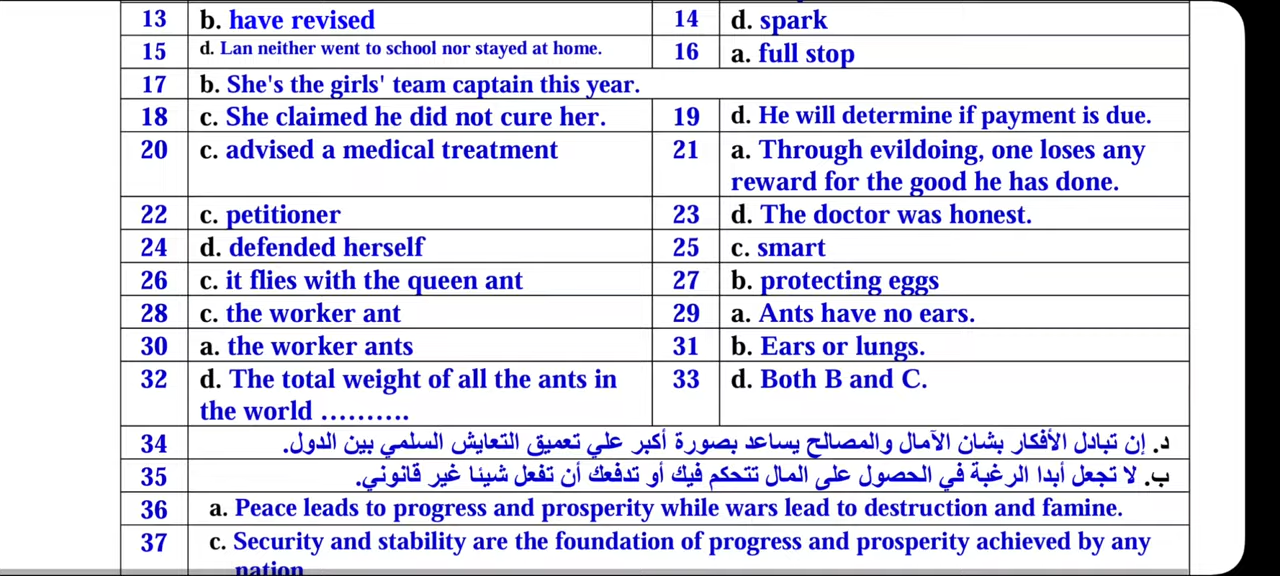 13 b. have revised 14 d. spark
15 d. Lan neither went to school nor stayed at home. 16 a. full stop
17 b. She's the girls' team captain this year.
18 c. She claimed he did not cure her. 19 d. He will determine if payment is due.
20 c. advised a medical treatment 21 a. Through evildoing, one loses any
reward for the good he has done.
22 c. petitioner 23 d. The doctor was honest.
24 d. defended herself 25 c. smart
26 c. it flies with the queen ant 27 b. protecting eggs
28 c. the worker ant 29 a. Ants have no ears.
30 a. the worker ants 31 b. Ears or lungs.
32 d. The total weight of all the ants in 33 d. Both B and C.
the world ..........
34 د. إن تبادل الأفكار بشان الآمال والمصالح يساعد بصورة أكبر علي تعميق التعايش السلمي بين الدول.
35 ب. لا تجعل أبدا الرغبة في الحصول على المال تتحكم فيك أو تدفعك أن تفعل شيئا غير قانوني.
36 a. Peace leads to progress and prosperity while wars lead to destruction and famine.
37 c. Security and stability are the foundation of progress and prosperity achieved by any
nation